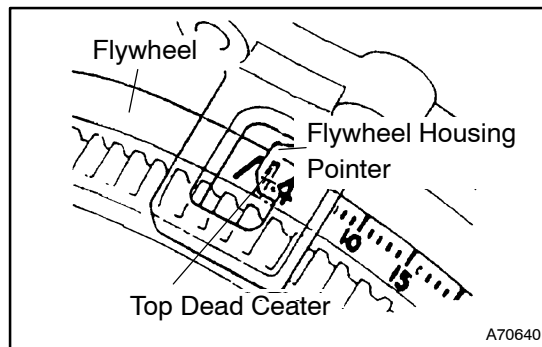 Flywheel
Flywheel Housing
Pointer
10
15
Top Dead Ceater
A70640